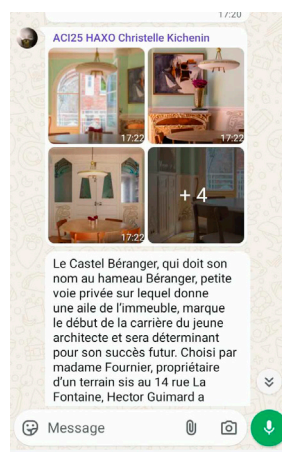 17:20
ACI25 HAXO Christelle Kichenin
17:22
17:22
17:22
+ 4
Le Castel Béranger, qui doit son
nom au hameau Béranger, petite
voie privée sur lequel donne
une aile de l'immeuble, marque
le début de la carrière du jeune
architecte et sera déterminant
pour son succès futur. Choisi par
madame Fournier, propriétaire
d'un terrain sis au 14 rue La
Fontaine, Hector Guimard a
Message